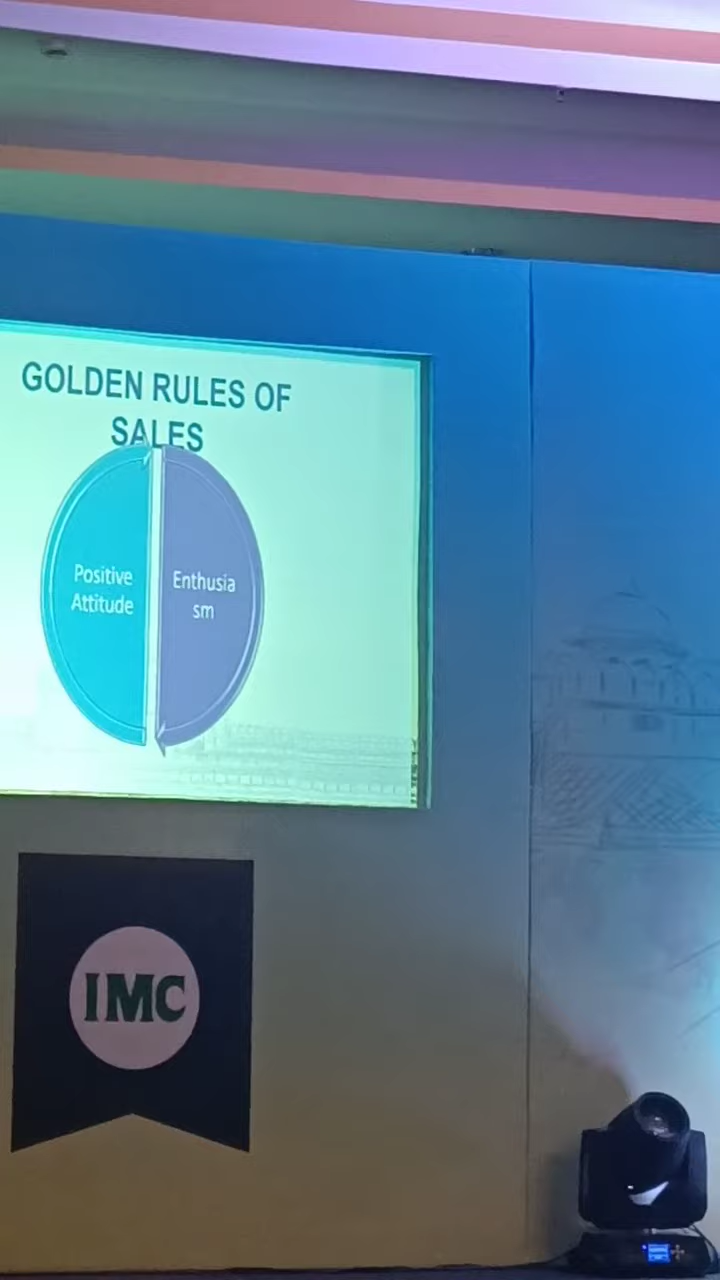 GOLDEN RULES OF
SALES
Positive
Attitude
Enthusia
sm
IMC